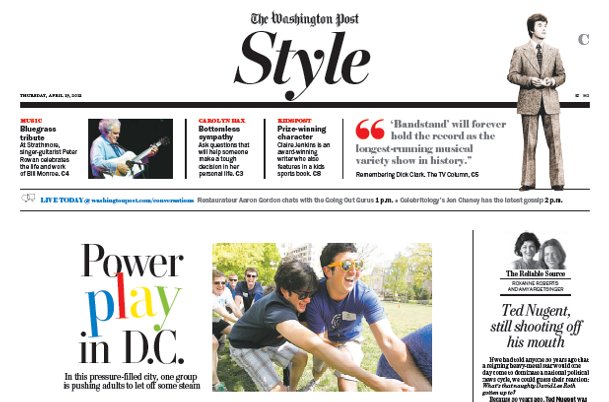 The Washington Post
Style
C
THURSDAY, APRIL 19, 2012
EZ
MUSIC
Bluegrass
tribute
At Strathmore,
singer-guitarist Peter
Rowan celebrates
the life and work
of Bill Monroe. C4
CAROLYN HAX
Bottomless
sympathy
Ask questions that
will help someone
make a tough
decision in her
personal life. C3
KIDSPOST
Prize-winning
character
Claire Jenkins is an
award-winning
writer who also
features in a kids
sports book. C8
“‘Bandstand’ will forever
hold the record as the
longest-running musical
variety show in history.”
Remembering Dick Clark. The TV Column, C5
LIVE TODAY @ washingtonpost.com/conversations Restaurateur Aaron Gordon chats with the Going Out Gurus 1 p.m. • Celebritology's Jen Chaney has the latest gossip 2 p.m.
Power
play
in D.C.
In this pressure-filled city, one group
is pushing adults to let off some steam
The Reliable Source
ROXANNE ROBERTS
AND AMY ARGETSINGER
Ted Nugent,
still shooting off
his mouth
If we had told anyone 30 years ago that
a reigning heavy-metal star would one
day come to dominate a national political
news cycle, we could guess their reaction:
What's that naughty David Lee Roth
gotten up to?
Because 30 years ago, Ted Nugent was